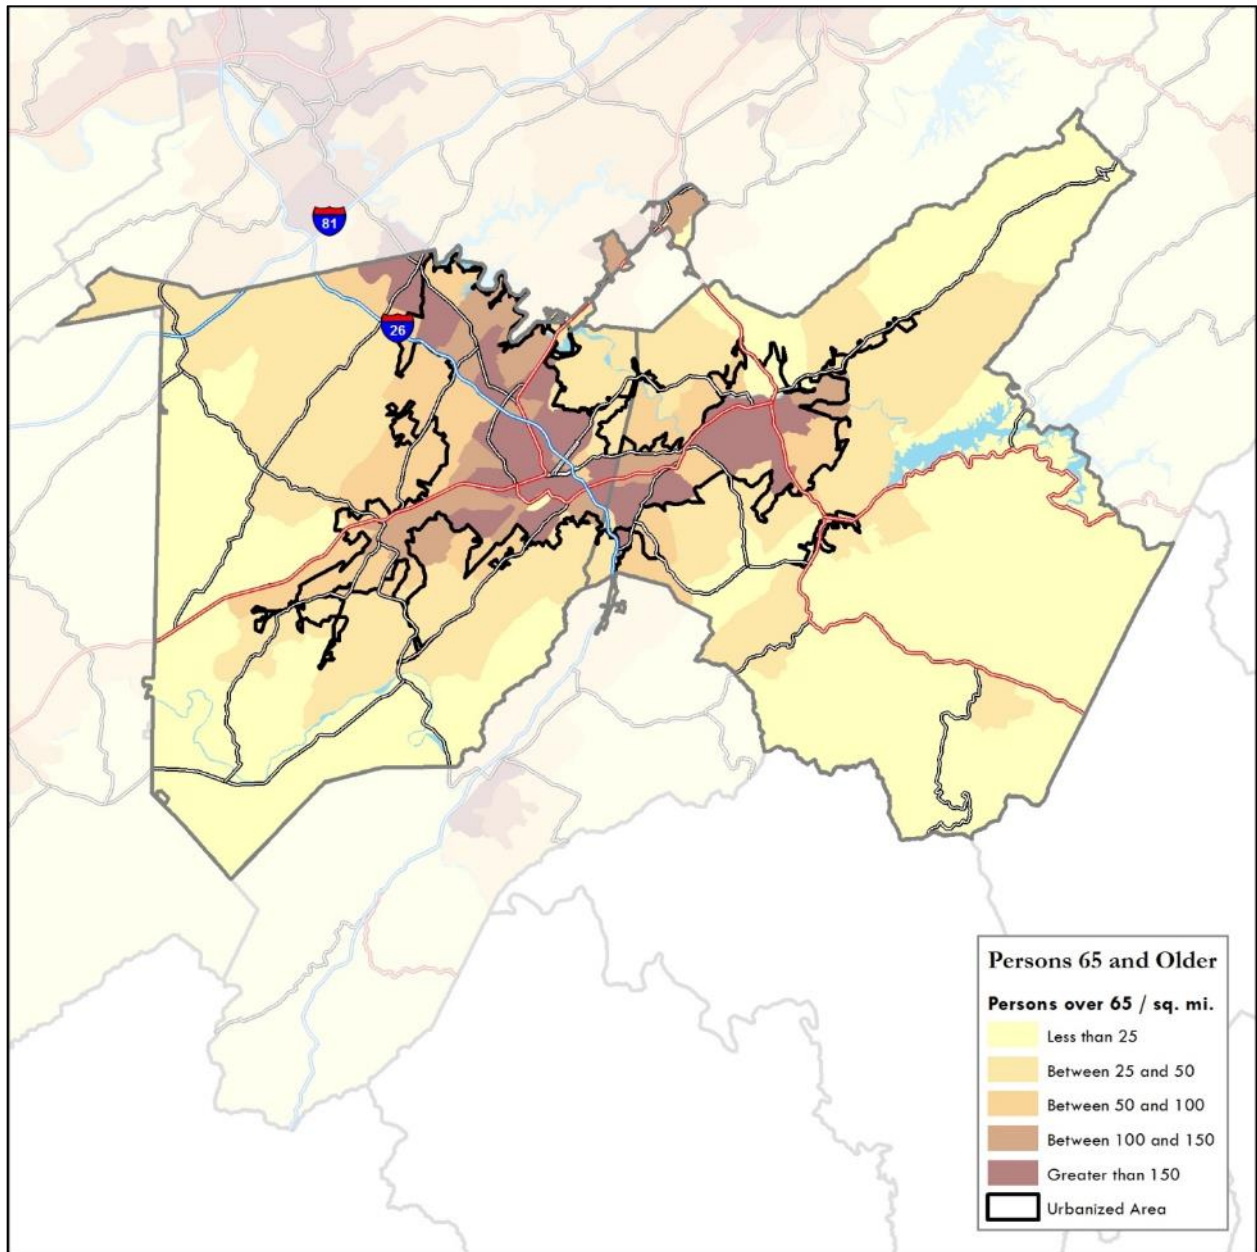 81
26
Persons 65 and Older
Persons over 65 / sq. mi.
Less than 25
Between 25 and 50
Between 50 and 100
Between 100 and 150
Greater than 150
Urbanized Area